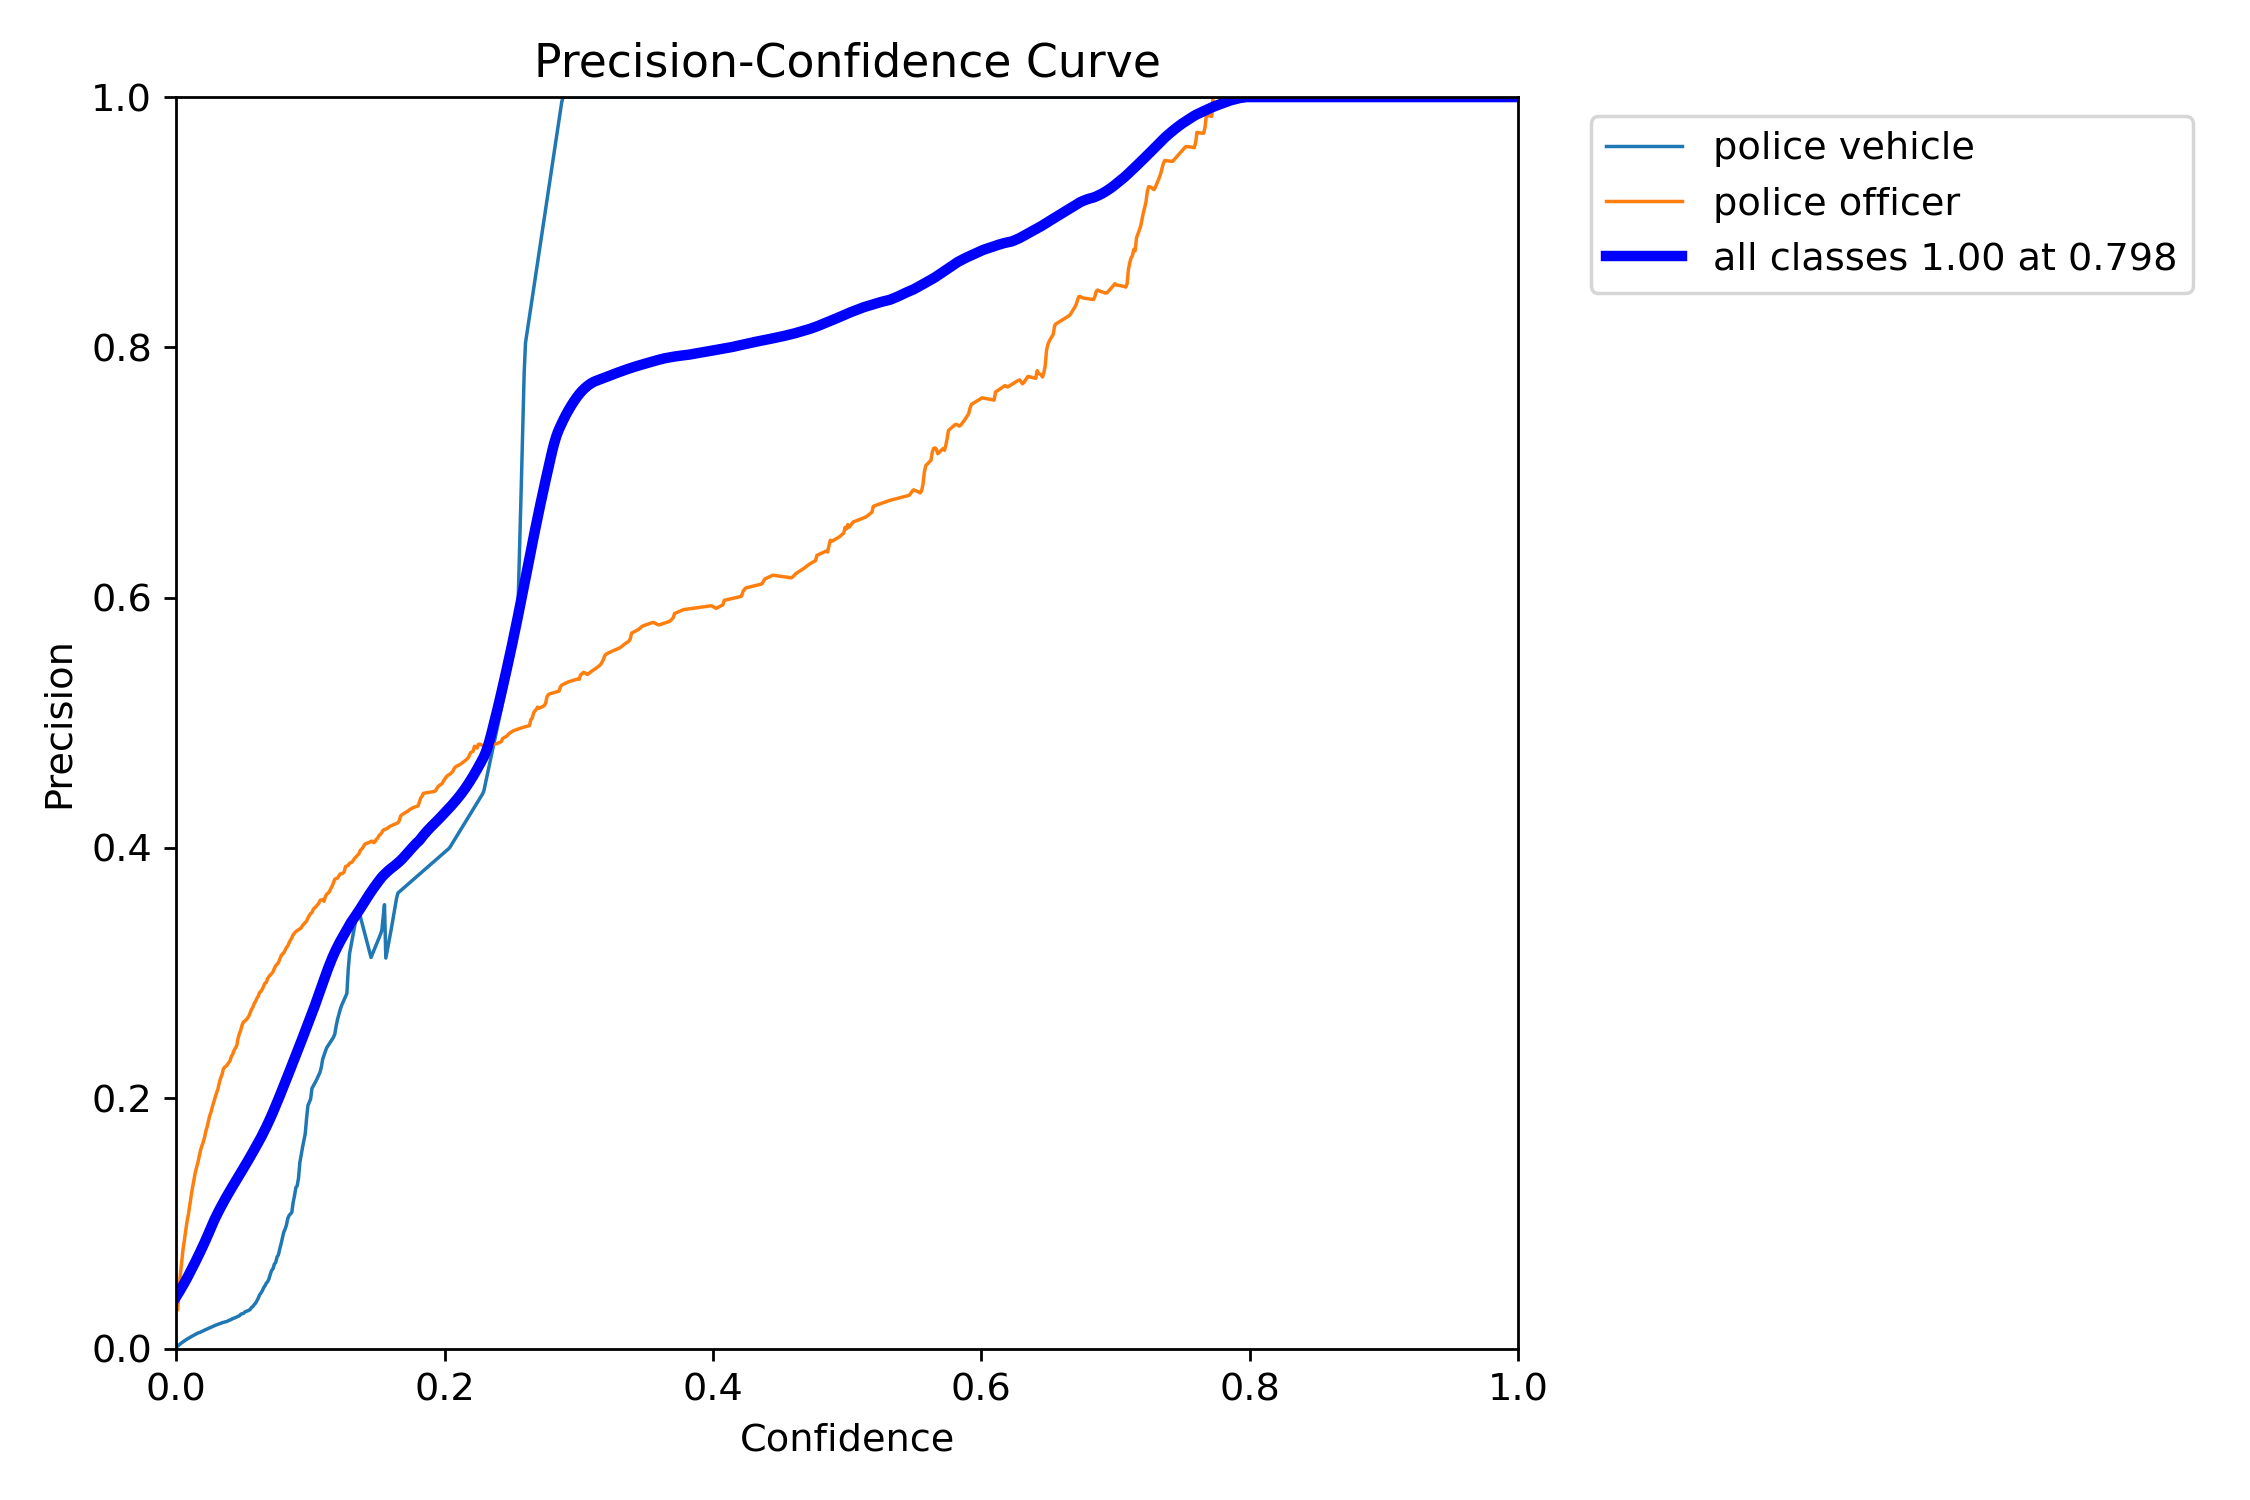 Precision-Confidence Curve
1.0
0.8
0.6
0.4
0.2
0.0
Precision
0.0 0.2 0.4 0.6 0.8 1.0
Confidence
police vehicle
police officer
all classes 1.00 at 0.798